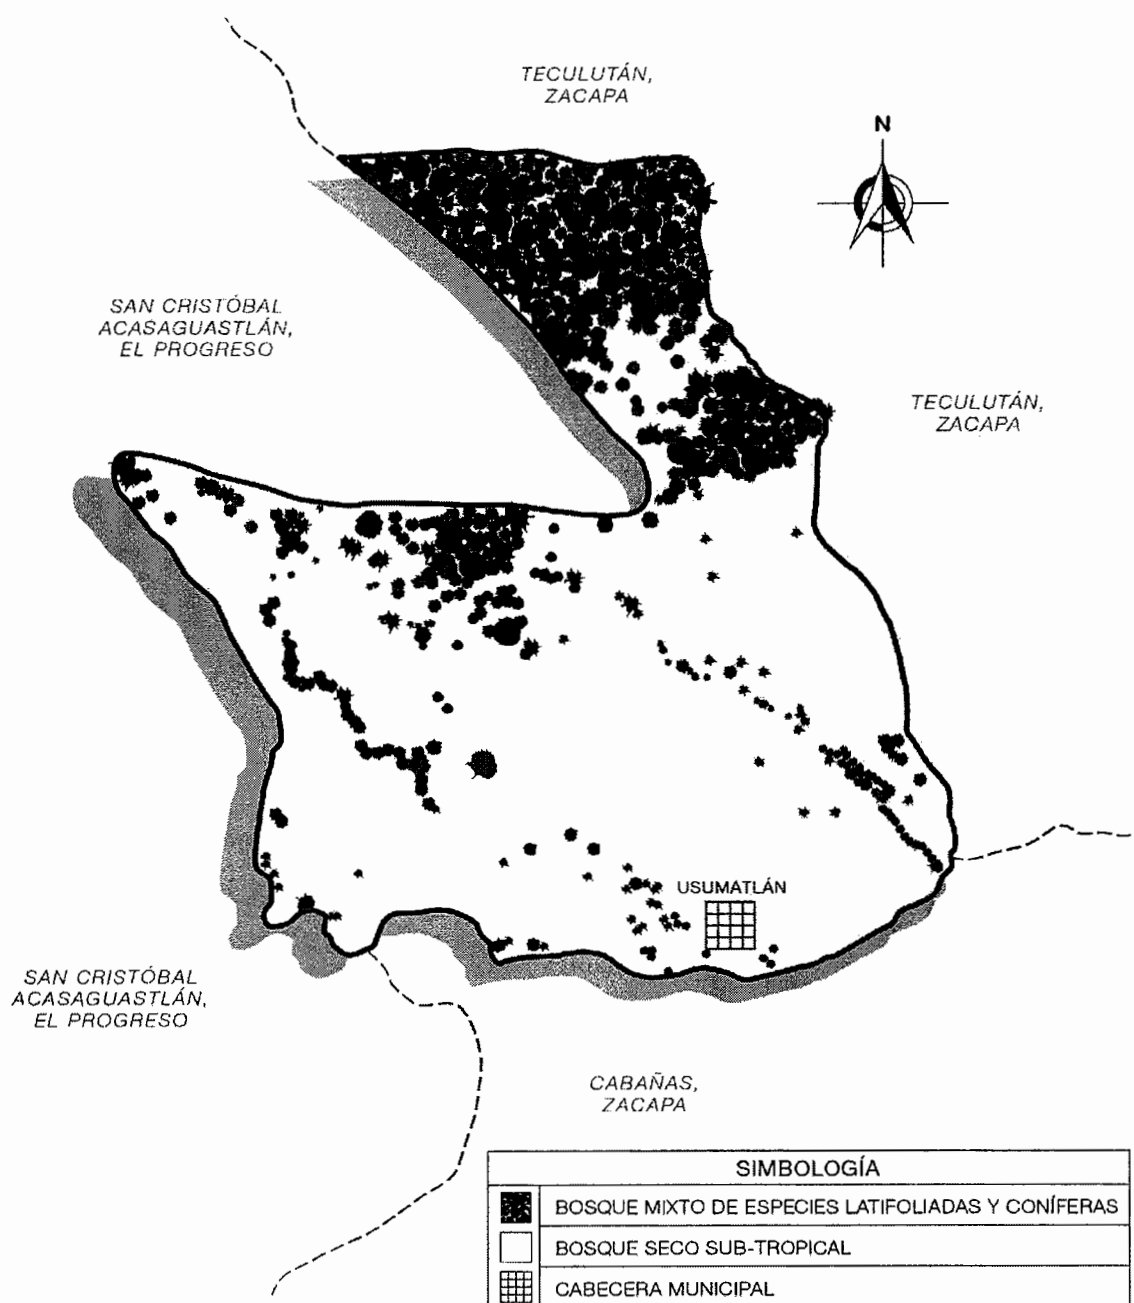 TECULUTÁN,
ZACAPA
N
SAN CRISTÓBAL
ACASAGUASTLÁN,
EL PROGRESO
TECULUTÁN,
ZACAPA
USUMATLÁN
SAN CRISTÓBAL
ACASAGUASTLÁN,
EL PROGRESO
CABAÑAS,
ZACAPA
SIMBOLOGÍA
BOSQUE MIXTO DE ESPECIES LATIFOLIADAS Y CONÍFERAS
BOSQUE SECO SUB-TROPICAL
CABECERA MUNICIPAL